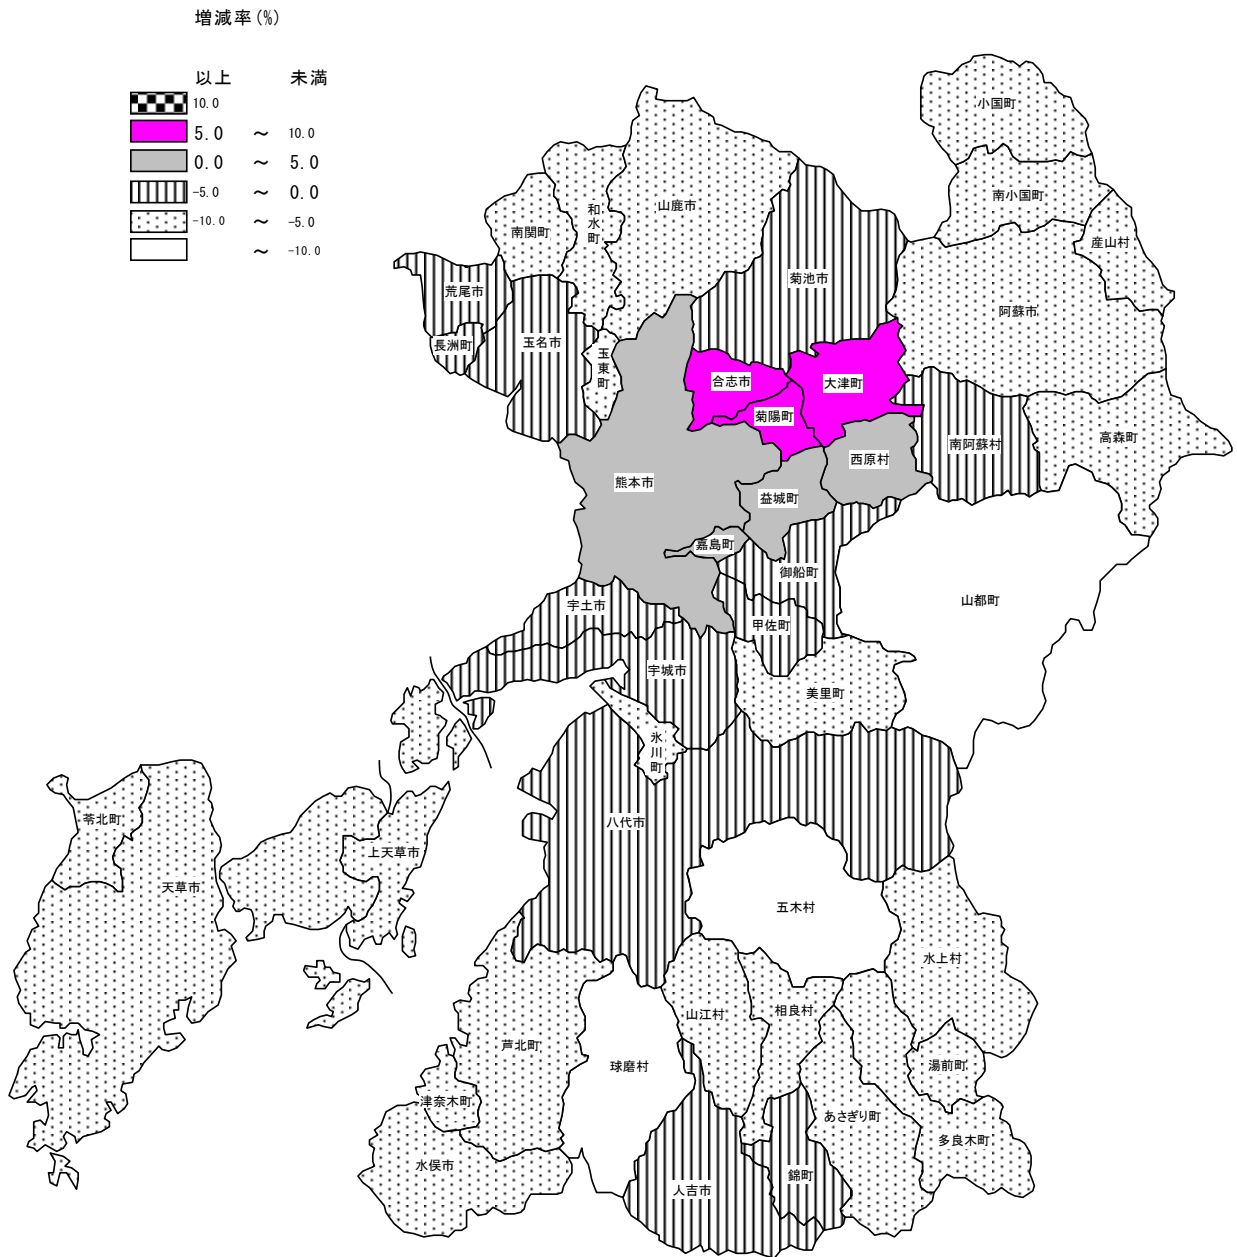 増減率(%)
以上 未満
10.0
5.0 ～ 10.0
0.0 ～ 5.0
-5.0 ～ 0.0
-10.0 ～ -5.0
～ -10.0
小国町
南小国町
産山村
山鹿市
和水町
南関町
菊池市
阿蘇市
荒尾市
長洲町
玉名市
玉東町
合志市
大津町
菊陽町
高森町
南阿蘇村
西原村
熊本市
益城町
嘉島町
御船町
山都町
宇土市
甲佐町
宇城市
美里町
氷川町
八代市
苓北町
上天草市
天草市
五木村
水上村
山江村
相良村
芦北町
球磨村
湯前町
津奈木町
あさぎり町
多良木町
水俣市
人吉市
錦町